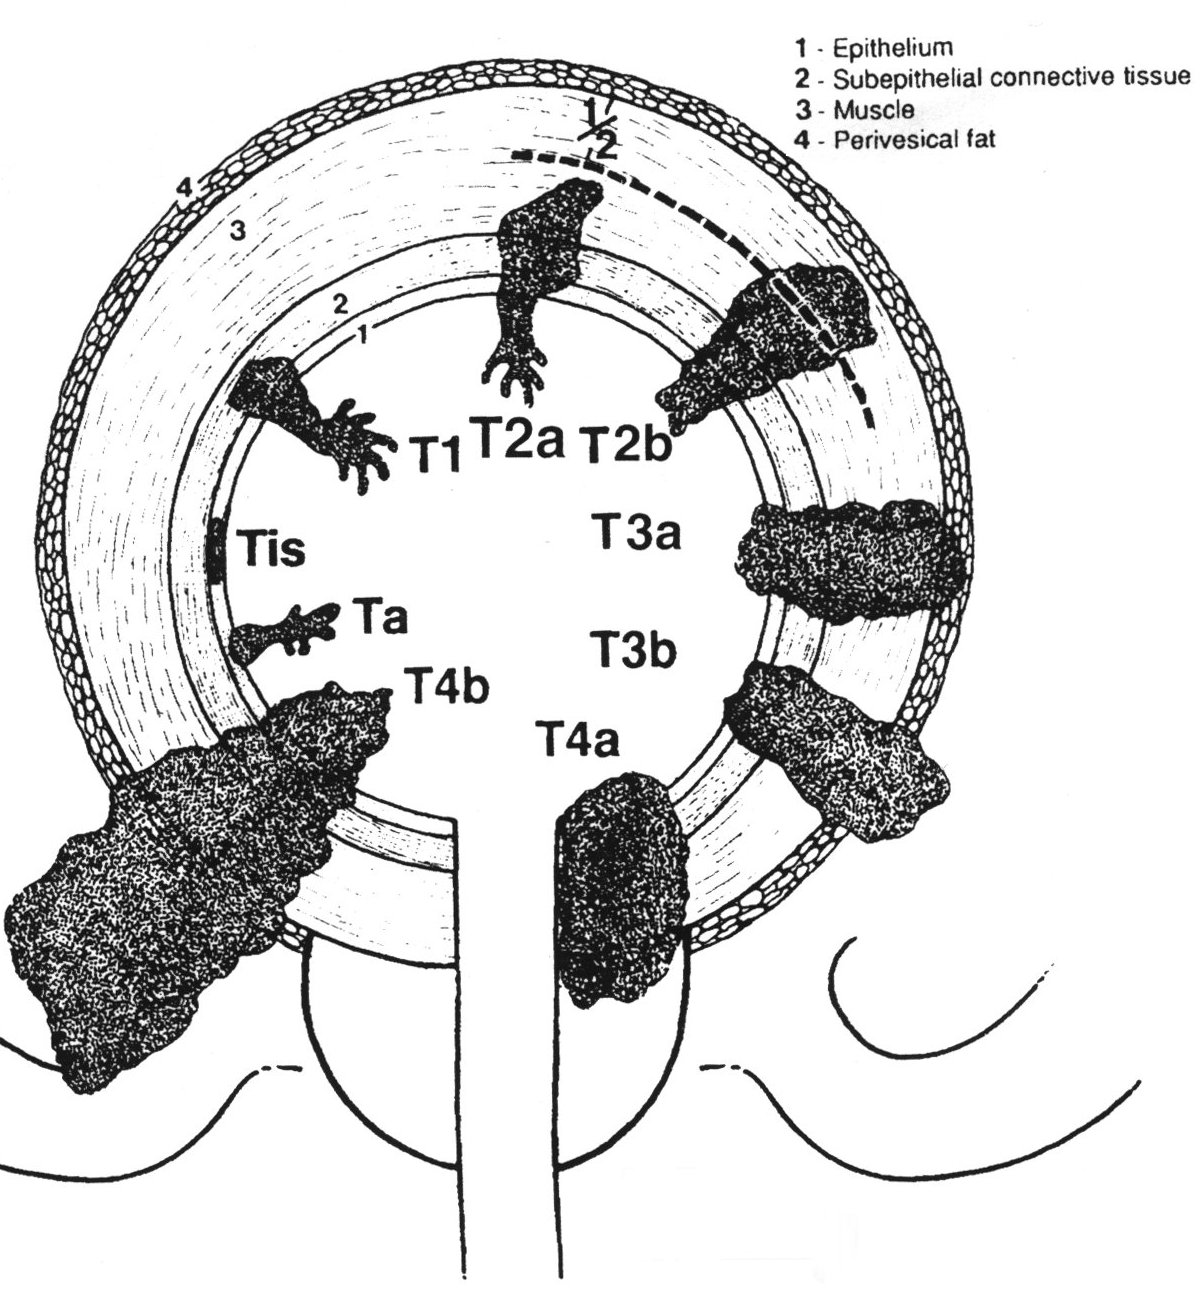 1 - Epithelium
2 - Subepithelial connective tissue
3 - Muscle
4 - Perivesical fat
1/2
4
3
2
1
T1
T2a
T2b
T3a
Tis
Ta
T3b
T4b
T4a